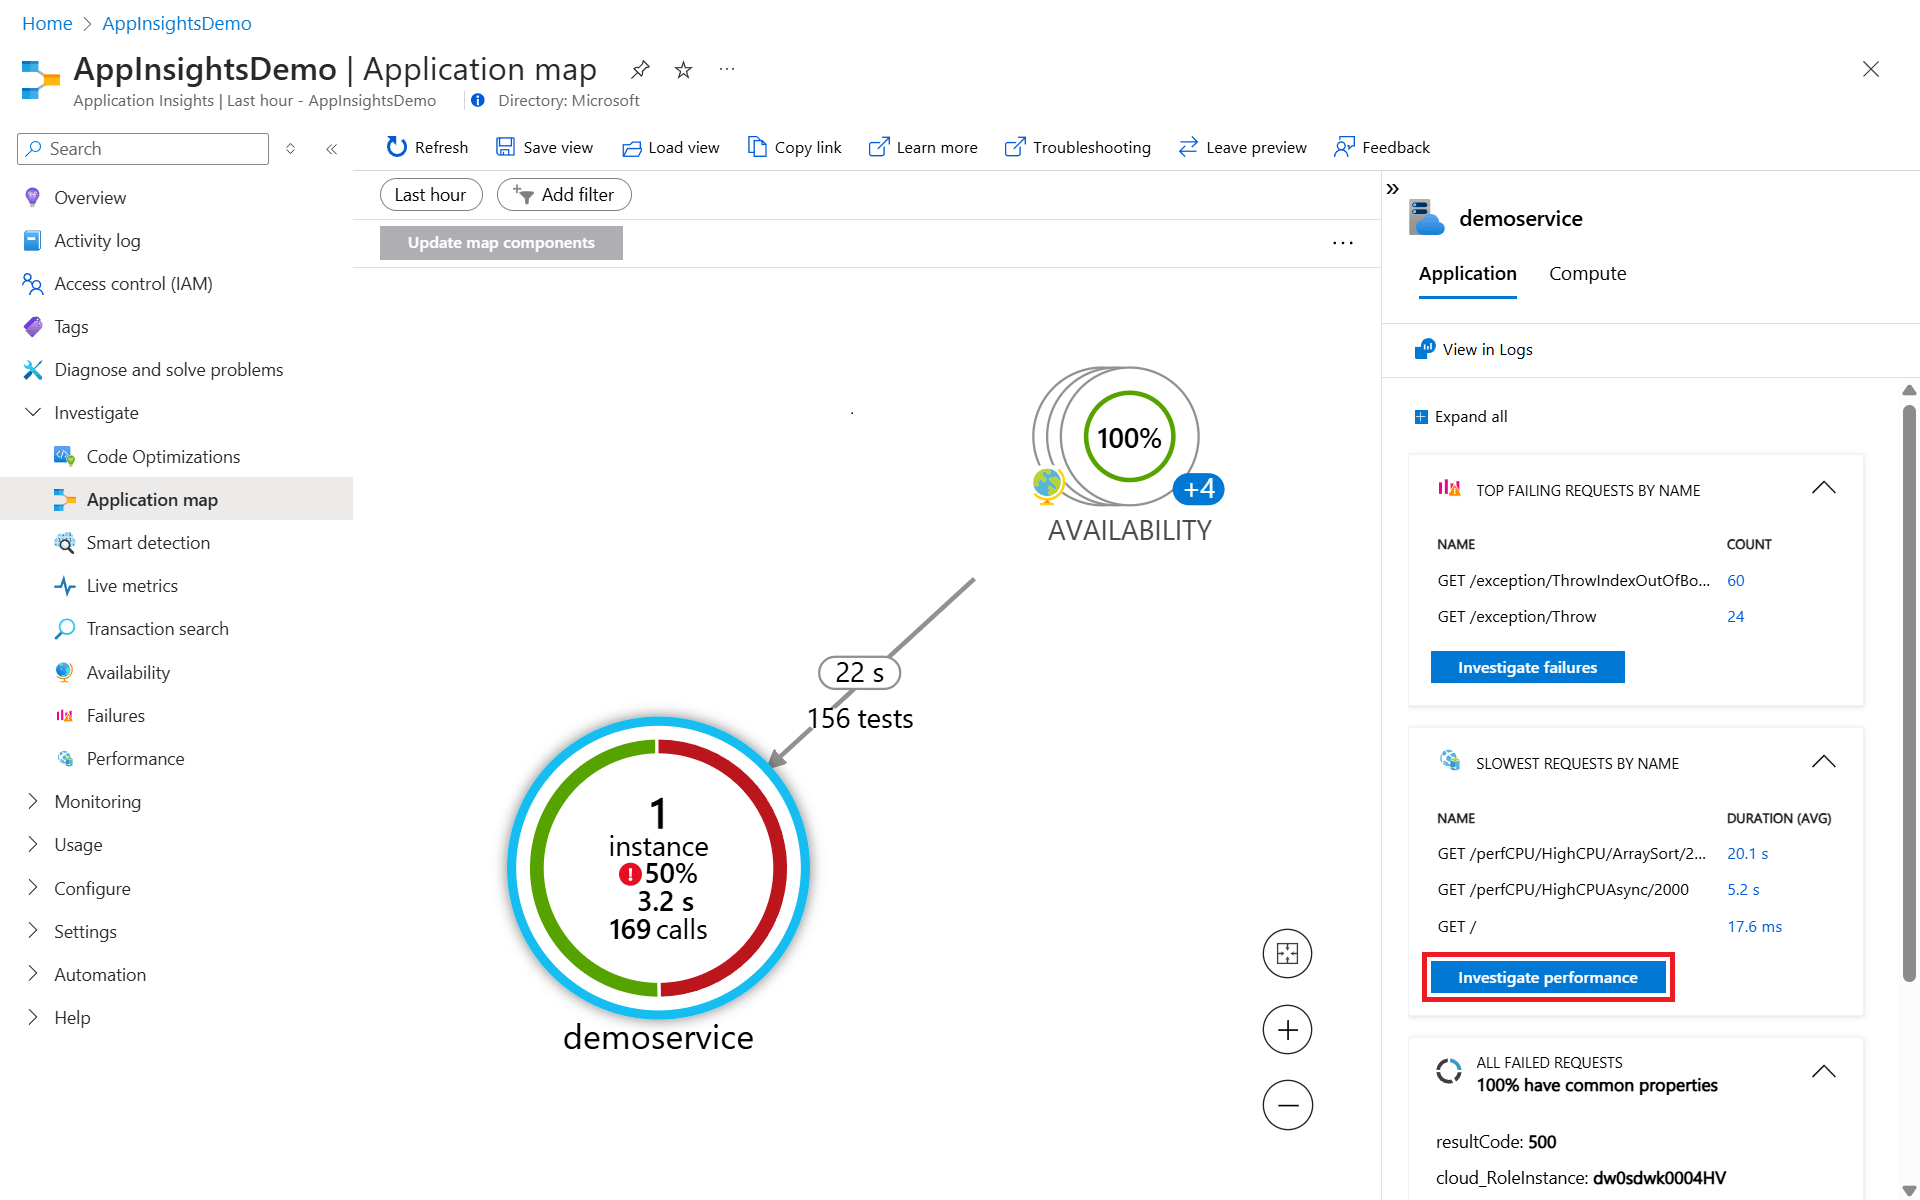 Home > AppInsightsDemo
AppInsightsDemo | Application map
Application Insights | Last hour - AppInsightsDemo
Directory: Microsoft
Search
Refresh
Save view
Load view
Copy link
Learn more
Troubleshooting
Leave preview
Feedback
Overview
Activity log
Access control (IAM)
Tags
Diagnose and solve problems
Investigate
Code Optimizations
Application map
Smart detection
Live metrics
Transaction search
Availability
Failures
Performance
Monitoring
Usage
Configure
Settings
Automation
Help
Last hour
Add filter
Update map components
100%
+4
AVAILABILITY
22 s
156 tests
1
instance
50%
3.2 s
169 calls
demoservice
demoservice
Application
Compute
View in Logs
Expand all
TOP FAILING REQUESTS BY NAME
NAME COUNT
GET /exception/ThrowIndexOutOfBo... 60
GET /exception/Throw 24
Investigate failures
SLOWEST REQUESTS BY NAME
NAME DURATION (AVG)
GET /perfCPU/HighCPU/ArraySort/2... 20.1 s
GET /perfCPU/HighCPUAsync/2000 5.2 s
GET / 17.6 ms
Investigate performance
ALL FAILED REQUESTS
100% have common properties
resultCode: 500
cloud_RoleInstance: dw0sdwk0004HV